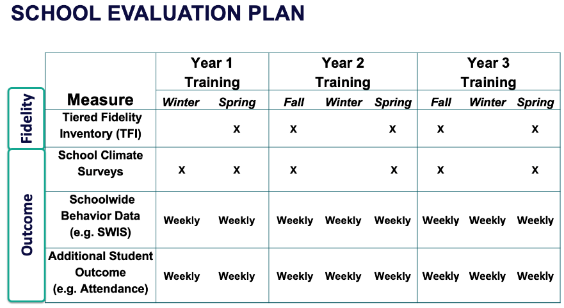 SCHOOL EVALUATION PLAN
Year 1 Year 2 Year 3
Training Training Training
Fidelity
Measure Winter Spring Fall Winter Spring Fall Winter Spring
Tiered Fidelity
Inventory (TFI) X X X X X
School Climate
Surveys X X X X X X
Outcome
Schoolwide
Behavior Data
(e.g. SWIS) Weekly Weekly Weekly Weekly Weekly Weekly Weekly Weekly
Additional Student
Outcome
(e.g. Attendance) Weekly Weekly Weekly Weekly Weekly Weekly Weekly Weekly